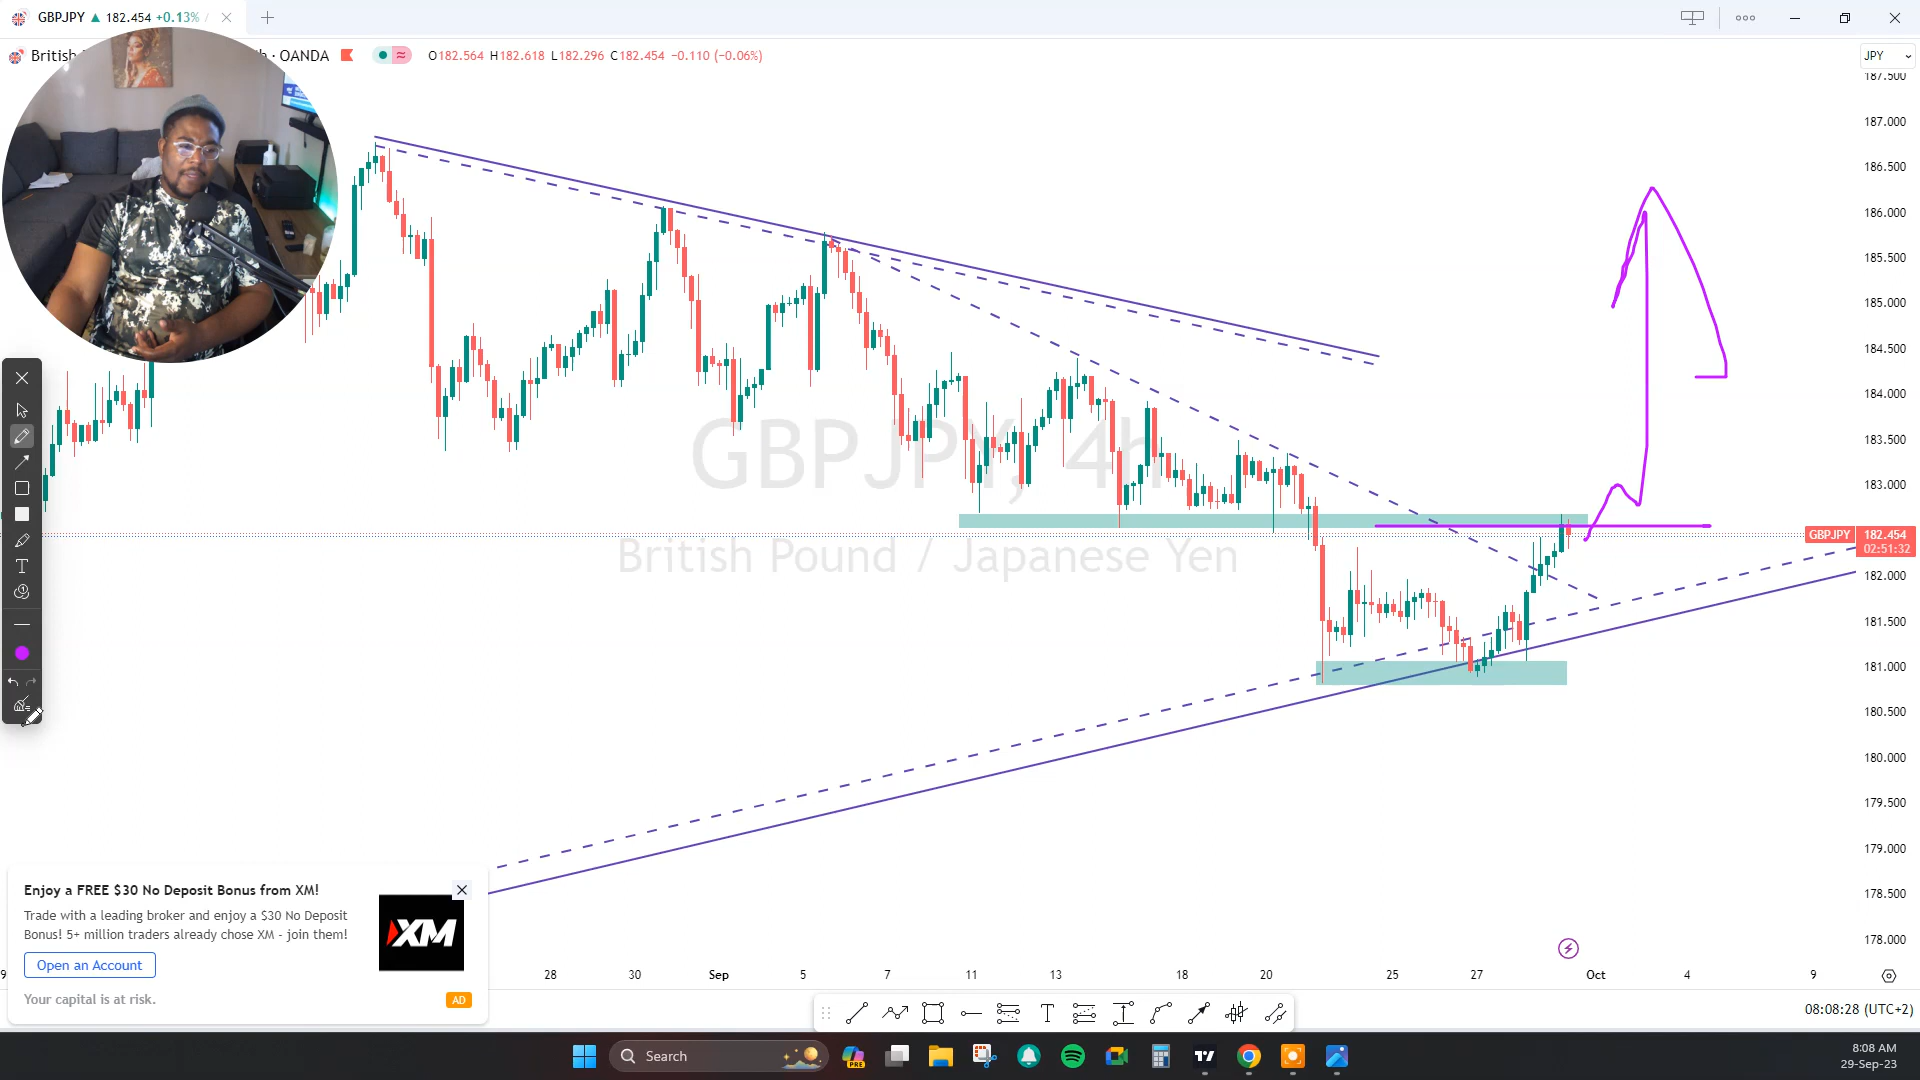 GBPJPY ▲ 182.454 +0.13% /
British · OANDA O182.564 H182.618 L182.296 C182.454 −0.110 (−0.06%)
JPY
187.500
187.000
186.500
186.000
185.500
185.000
184.500
184.000
183.500
183.000
GBPJPY 182.454
02:51:32
182.000
181.500
181.000
180.500
180.000
179.500
179.000
178.500
178.000
GBPJPY, 4h
British Pound / Japanese Yen
Enjoy a FREE $30 No Deposit Bonus from XM!
Trade with a leading broker and enjoy a $30 No Deposit
Bonus! 5+ million traders already chose XM - join them!
Open an Account
Your capital is at risk.
AD
XM
9 28 30 Sep 5 7 11 13 18 20 25 27 Oct 4 9
08:08:28 (UTC+2)
T
T
Search
PRE
8:08 AM
29-Sep-23